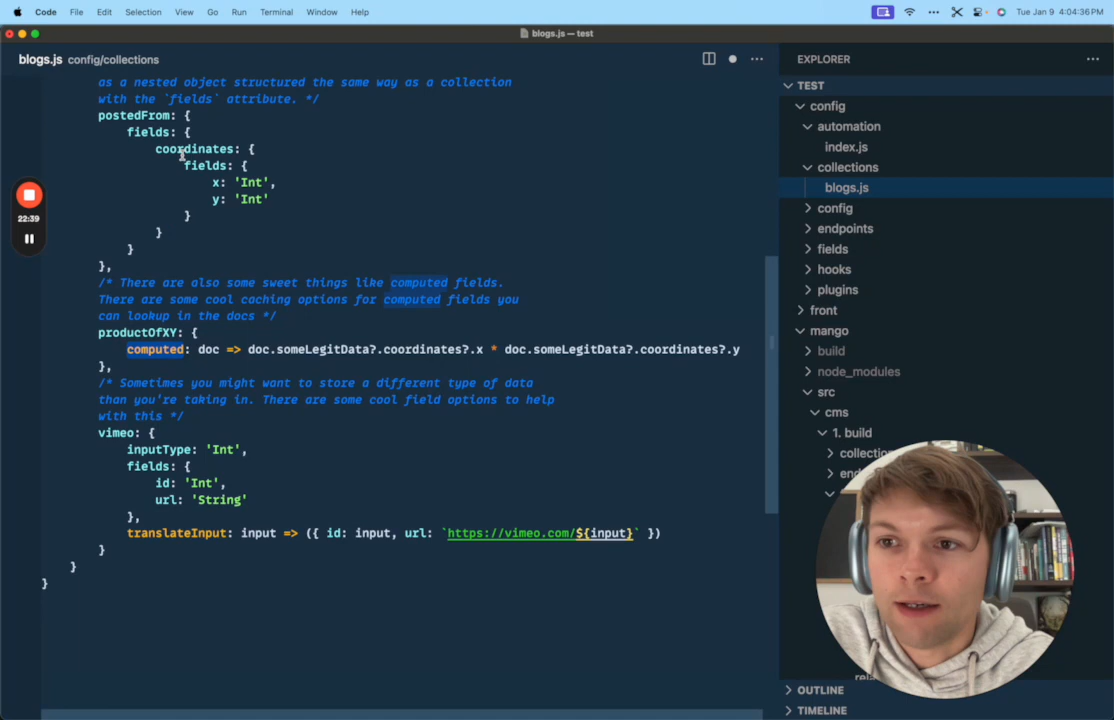 Code File Edit Selection View Go Run Terminal Window Help Tue Jan 9 4:04:36 PM
blogs.js — test
blogs.js config/collections
as a nested object structured the same way as a collection
with the `fields` attribute. */
postedFrom: {
fields: {
coordinates: {
fields: {
x: 'Int',
y: 'Int'
}
}
}
},
/* There are also some sweet things like computed fields.
There are some cool caching options for computed fields you
can lookup in the docs */
productOfXY: {
computed: doc => doc.someLegitData?.coordinates?.x * doc.someLegitData?.coordinates?.y
},
/* Sometimes you might want to store a different type of data
than you're taking in. There are some cool field options to help
with this */
vimeo: {
inputType: 'Int',
fields: {
id: 'Int',
url: 'String'
},
translateInput: input => ({ id: input, url: `https://vimeo.com/${input}` })
}
}
}
22:39
EXPLORER
TEST
config
automation
index.js
collections
blogs.js
config
endpoints
fields
hooks
plugins
front
mango
build
node_modules
src
cms
1. build
OUTLINE
TIMELINE